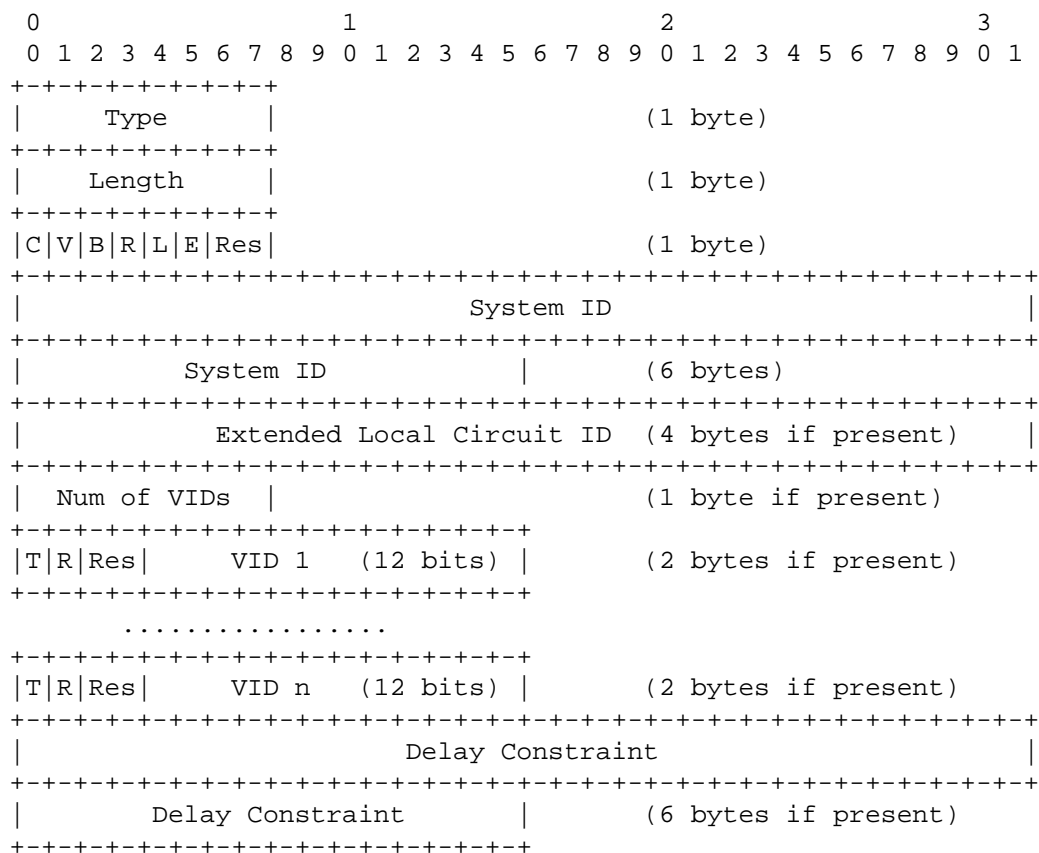 0                   1                   2                   3
 0 1 2 3 4 5 6 7 8 9 0 1 2 3 4 5 6 7 8 9 0 1 2 3 4 5 6 7 8 9 0 1
+-+-+-+-+-+-+-+-+
|      Type     |                       (1 byte)
+-+-+-+-+-+-+-+-+
|     Length    |                       (1 byte)
+-+-+-+-+-+-+-+-+
|C|V|B|R|L|E|Res|                       (1 byte)
+-+-+-+-+-+-+-+-+-+-+-+-+-+-+-+-+-+-+-+-+-+-+-+-+-+-+-+-+-+-+-+-+
|                            System ID                          |
+-+-+-+-+-+-+-+-+-+-+-+-+-+-+-+-+-+-+-+-+-+-+-+-+-+-+-+-+-+-+-+-+
|          System ID            |       (6 bytes)
+-+-+-+-+-+-+-+-+-+-+-+-+-+-+-+-+-+-+-+-+-+-+-+-+-+-+-+-+-+-+-+-+
|            Extended Local Circuit ID  (4 bytes if present)    |
+-+-+-+-+-+-+-+-+-+-+-+-+-+-+-+-+-+-+-+-+-+-+-+-+-+-+-+-+-+-+-+-+
|  Num of VIDs  |                       (1 byte if present)
+-+-+-+-+-+-+-+-+-+-+-+-+-+-+-+-+
|T|R|Res|     VID 1   (12 bits) |       (2 bytes if present)
+-+-+-+-+-+-+-+-+-+-+-+-+-+-+-+-+
       .................
+-+-+-+-+-+-+-+-+-+-+-+-+-+-+-+-+
|T|R|Res|     VID n   (12 bits) |       (2 bytes if present)
+-+-+-+-+-+-+-+-+-+-+-+-+-+-+-+-+-+-+-+-+-+-+-+-+-+-+-+-+-+-+-+-+
|                        Delay Constraint                       |
+-+-+-+-+-+-+-+-+-+-+-+-+-+-+-+-+-+-+-+-+-+-+-+-+-+-+-+-+-+-+-+-+
|        Delay Constraint       |       (6 bytes if present)
+-+-+-+-+-+-+-+-+-+-+-+-+-+-+-+-+